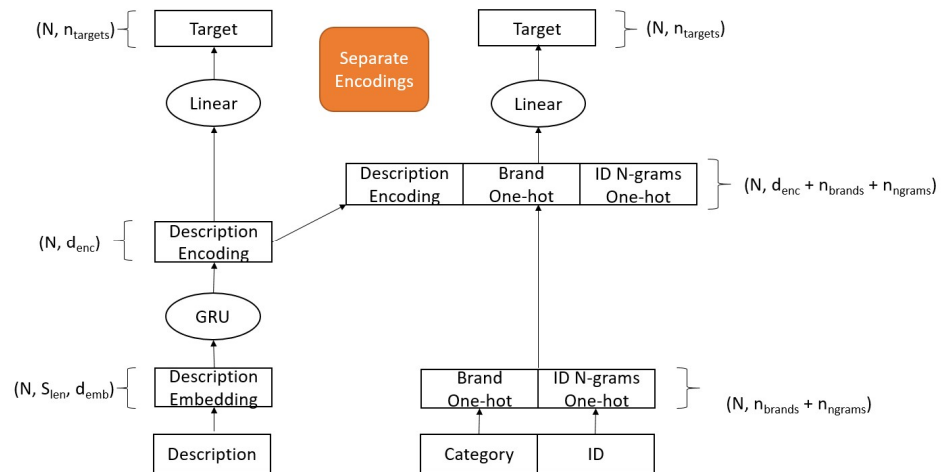 (N, n_targets)
Target
Separate
Encodings
Target
(N, n_targets)
Linear
Linear
Description
Encoding
Brand
One-hot
ID N-grams
One-hot
(N, d_enc + n_brands + n_ngrams)
(N, d_enc)
Description
Encoding
GRU
(N, S_len, d_emb)
Description
Embedding
Brand
One-hot
ID N-grams
One-hot
(N, n_brands + n_ngrams)
Description
Category
ID